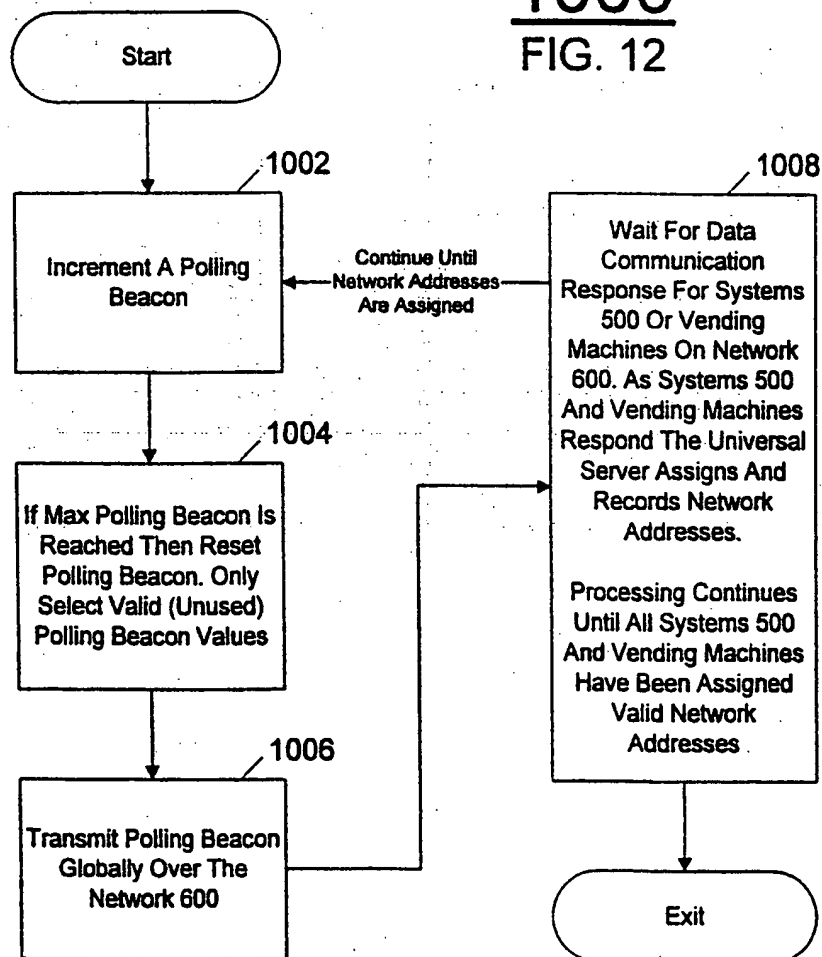 1000
FIG. 12
Start
1002
Increment A Polling
Beacon
Continue Until
Network Addresses
Are Assigned
1004
If Max Polling Beacon Is
Reached Then Reset
Polling Beacon. Only
Select Valid (Unused)
Polling Beacon Values
1006
Transmit Polling Beacon
Globally Over The
Network 600
1008
Wait For Data
Communication
Response For Systems
500 Or Vending
Machines On Network
600. As Systems 500
And Vending Machines
Respond The Universal
Server Assigns And
Records Network
Addresses.
Processing Continues
Until All Systems 500
And Vending Machines
Have Been Assigned
Valid Network
Addresses
Exit